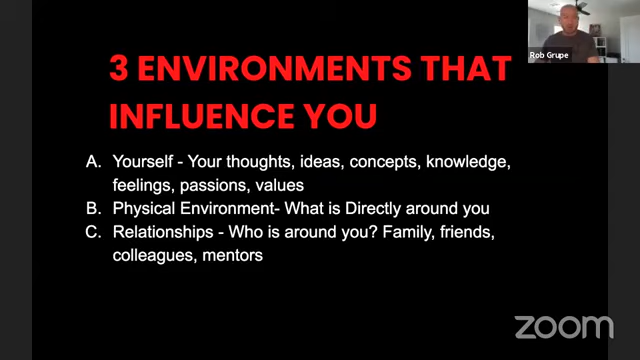 3 ENVIRONMENTS THAT
INFLUENCE YOU
A. Yourself - Your thoughts, ideas, concepts, knowledge,
feelings, passions, values
B. Physical Environment- What is Directly around you
C. Relationships - Who is around you? Family, friends,
colleagues, mentors
Rob Grupe
zoom